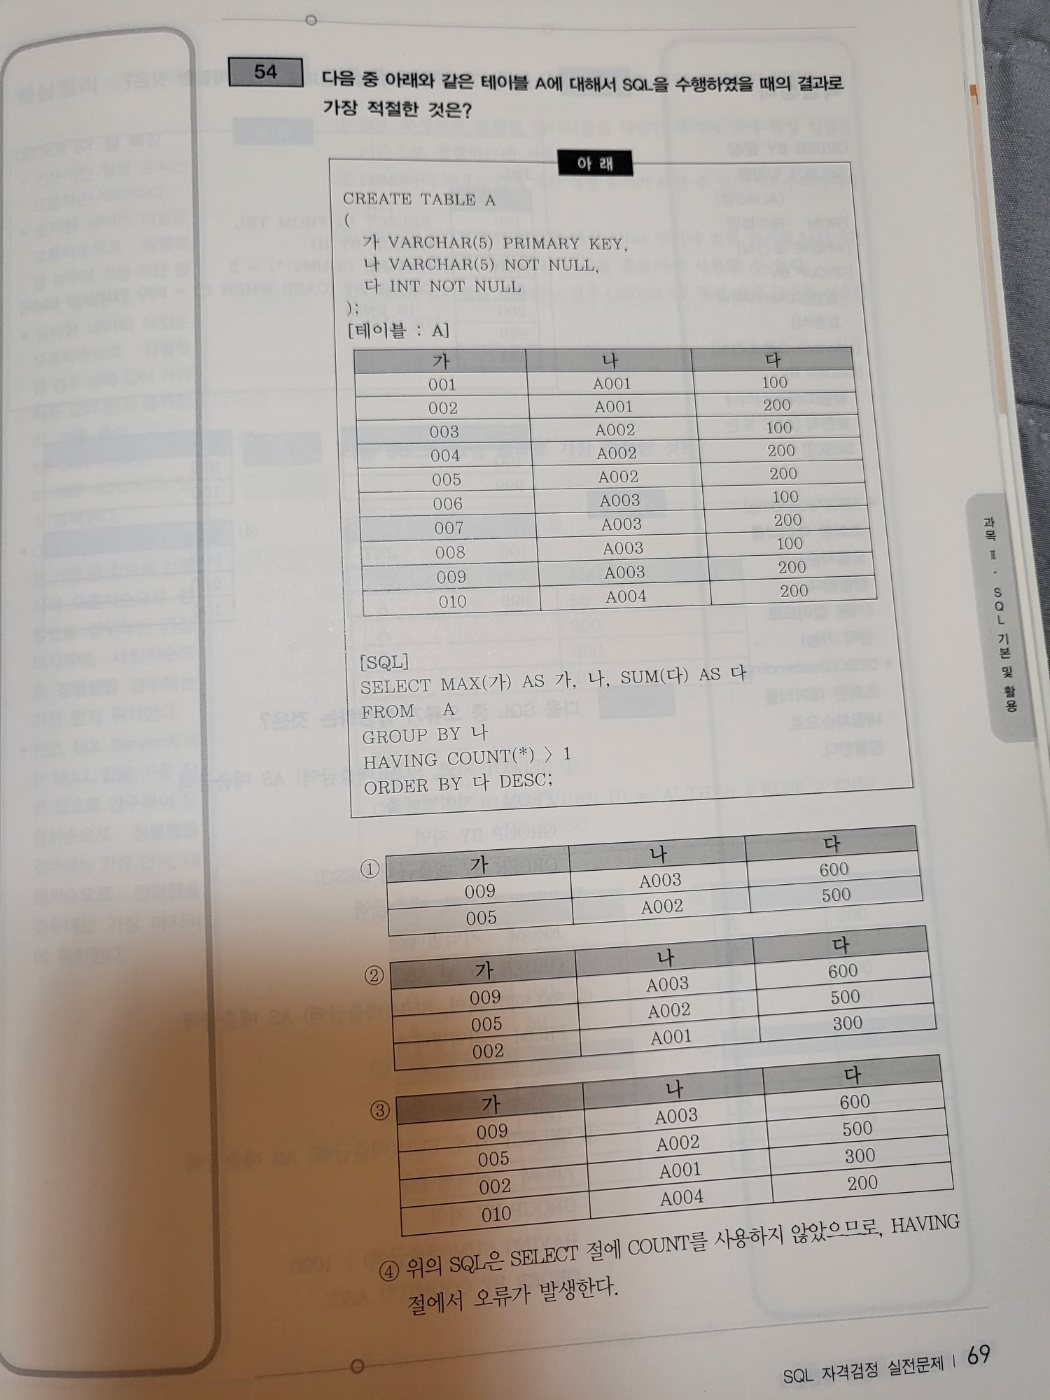 54
다음 중 아래와 같은 테이블 A에 대해서 SQL을 수행하였을 때의 결과로
가장 적절한 것은?
아 래
CREATE TABLE A
(
가 VARCHAR(5) PRIMARY KEY,
나 VARCHAR(5) NOT NULL,
다 INT NOT NULL
);
[테이블 : A]
가 나 다
001 A001 100
002 A001 200
003 A002 100
004 A002 200
005 A002 200
006 A003 100
007 A003 200
008 A003 100
009 A003 200
010 A004 200
[SQL]
SELECT MAX(가) AS 가, 나, SUM(다) AS 다
FROM A
GROUP BY 나
HAVING COUNT(*) > 1
ORDER BY 다 DESC;
① 가 나 다
009 A003 600
005 A002 500
② 가 나 다
009 A003 600
005 A002 500
002 A001 300
③ 가 나 다
009 A003 600
005 A002 500
002 A001 300
010 A004 200
④ 위의 SQL은 SELECT 절에 COUNT를 사용하지 않았으므로, HAVING
절에서 오류가 발생한다.
과목 Ⅱ · SQL 기본 및 활용
SQL 자격검정 실전문제 | 69